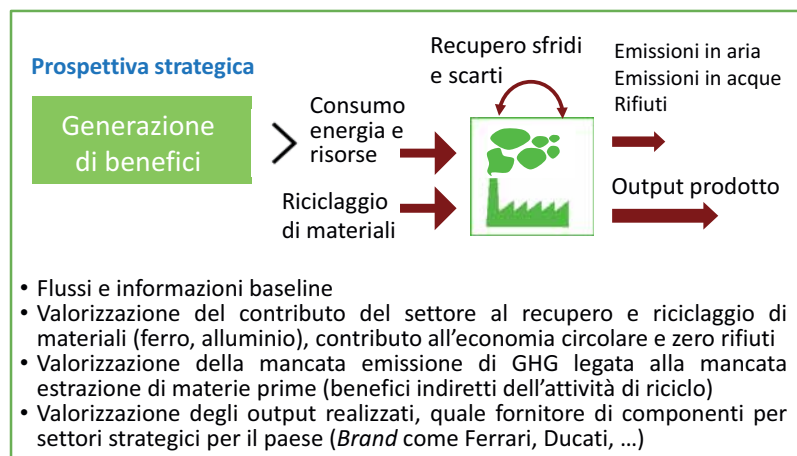 Prospettiva strategica
Generazione
di benefici
>
Consumo
energia e
risorse
Riciclaggio
di materiali
Recupero sfridi
e scarti
Emissioni in aria
Emissioni in acque
Rifiuti
Output prodotto
• Flussi e informazioni baseline
• Valorizzazione del contributo del settore al recupero e riciclaggio di
materiali (ferro, alluminio), contributo all’economia circolare e zero rifiuti
• Valorizzazione della mancata emissione di GHG legata alla mancata
estrazione di materie prime (benefici indiretti dell’attività di riciclo)
• Valorizzazione degli output realizzati, quale fornitore di componenti per
settori strategici per il paese (Brand come Ferrari, Ducati, …)